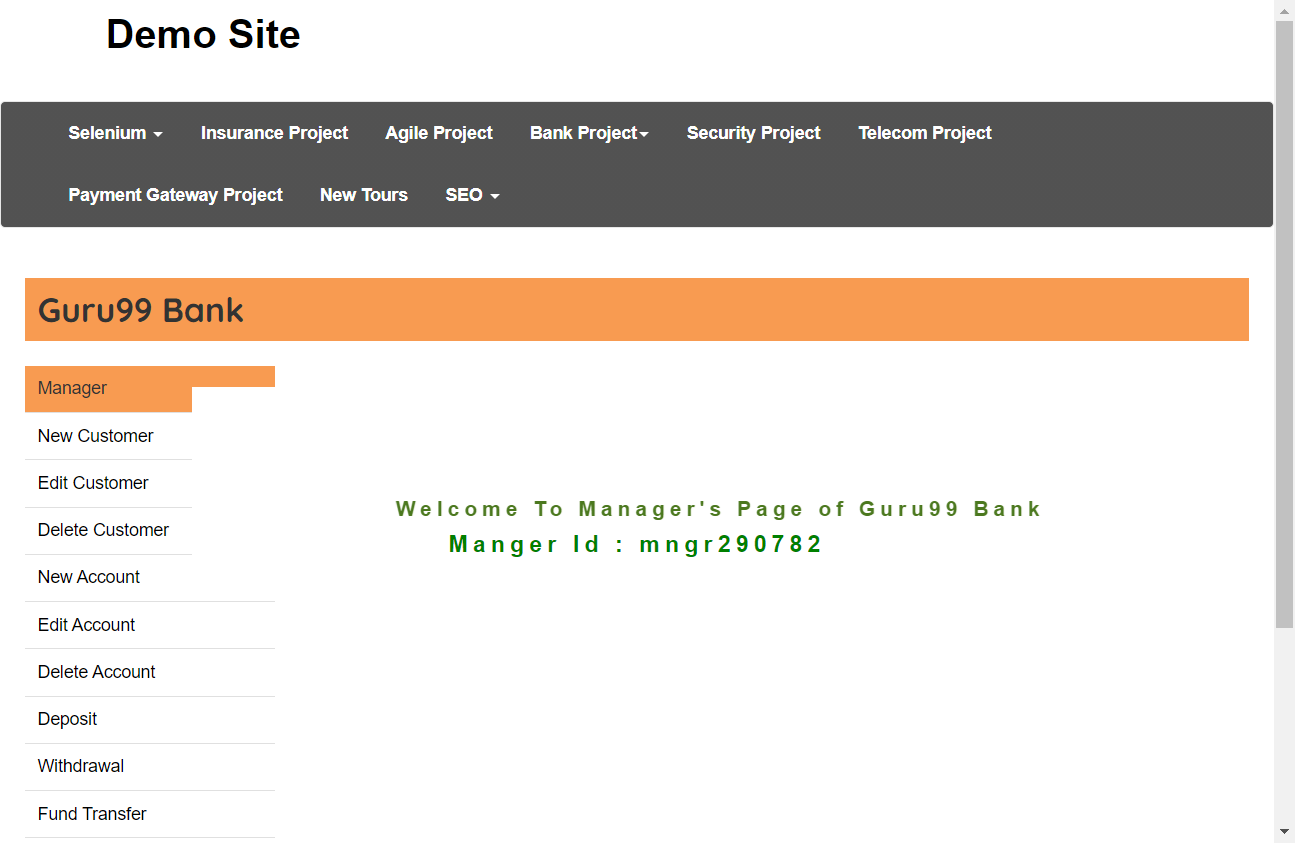 Demo Site
Selenium Insurance Project Agile Project Bank Project Security Project Telecom Project
Payment Gateway Project New Tours SEO
Guru99 Bank
Manager
New Customer
Edit Customer
Delete Customer
New Account
Edit Account
Delete Account
Deposit
Withdrawal
Fund Transfer
Welcome To Manager's Page of Guru99 Bank
Manger Id : mngr290782